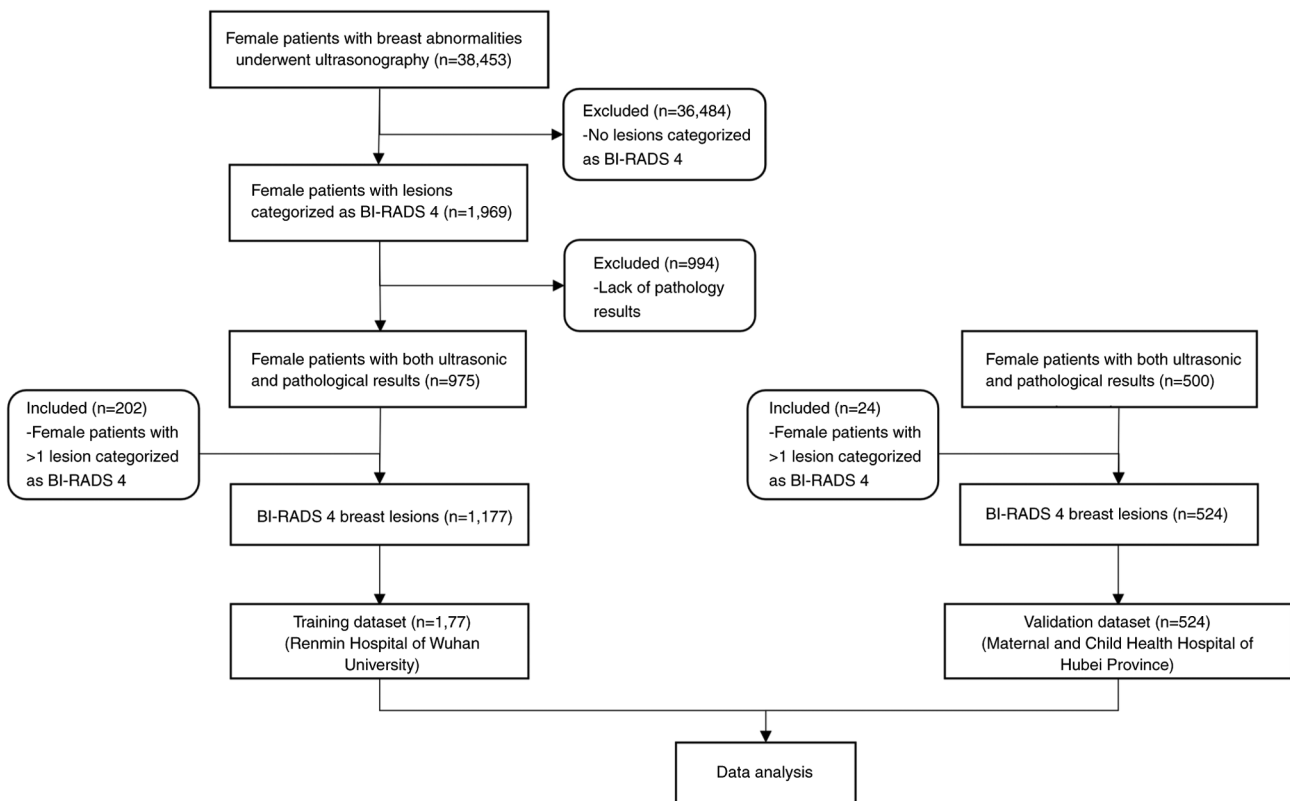 Female patients with breast abnormalities
underwent ultrasonography (n=38,453)
Excluded (n=36,484)
-No lesions categorized
as BI-RADS 4
Female patients with lesions
categorized as BI-RADS 4 (n=1,969)
Excluded (n=994)
-Lack of pathology
results
Female patients with both ultrasonic
and pathological results (n=975)
Included (n=202)
-Female patients with
>1 lesion categorized
as BI-RADS 4
BI-RADS 4 breast lesions (n=1,177)
Training dataset (n=1,77)
(Renmin Hospital of Wuhan
University)
Female patients with both ultrasonic
and pathological results (n=500)
Included (n=24)
-Female patients with
>1 lesion categorized
as BI-RADS 4
BI-RADS 4 breast lesions (n=524)
Validation dataset (n=524)
(Maternal and Child Health Hospital of
Hubei Province)
Data analysis